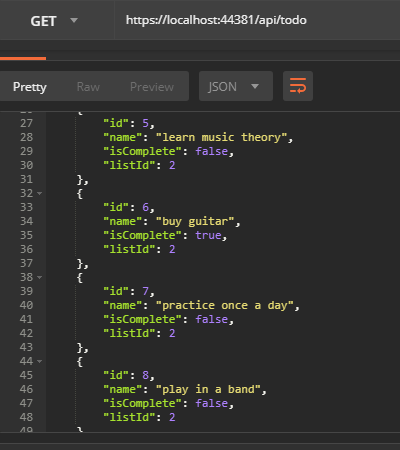 GET https://localhost:44381/api/todo
Pretty Raw Preview JSON
{
27 "id": 5,
28 "name": "learn music theory",
29 "isComplete": false,
30 "listId": 2
31 },
32 {
33 "id": 6,
34 "name": "buy guitar",
35 "isComplete": true,
36 "listId": 2
37 },
38 {
39 "id": 7,
40 "name": "practice once a day",
41 "isComplete": false,
42 "listId": 2
43 },
44 {
45 "id": 8,
46 "name": "play in a band",
47 "isComplete": false,
48 "listId": 2
49 }